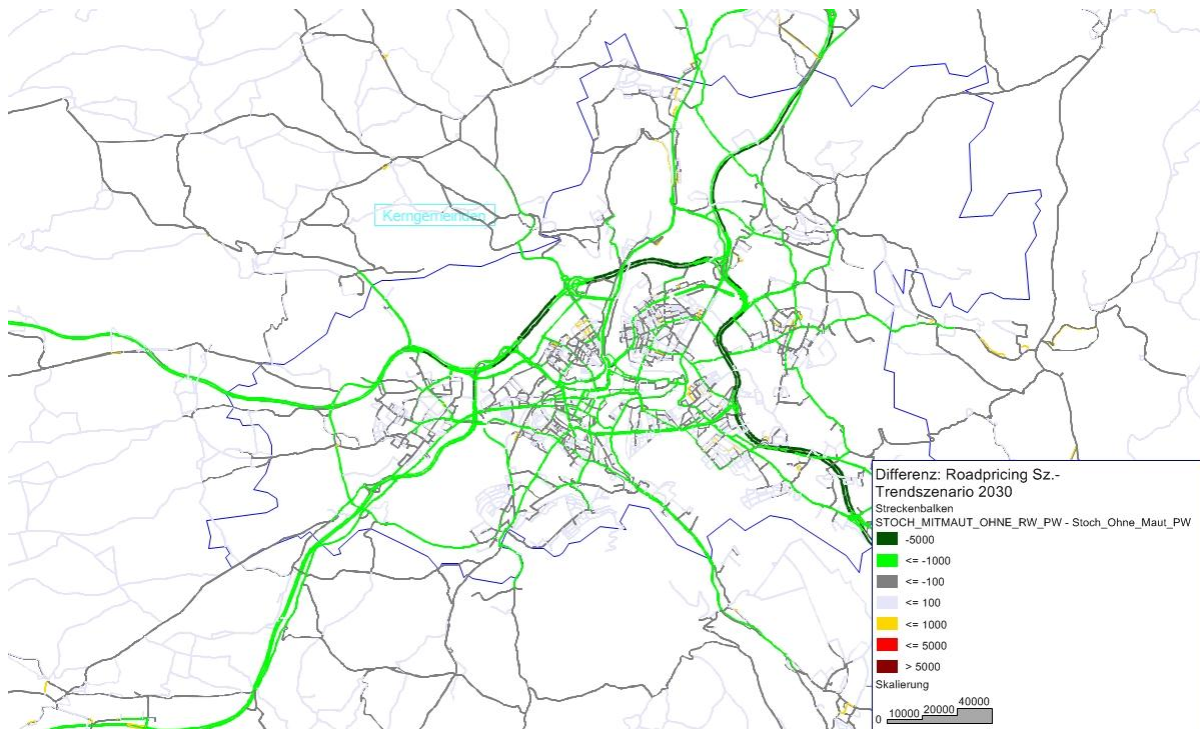 Kerngemeinden
Differenz: Roadpricing Sz.-
Trendszenario 2030
Streckenbalken
STOCH_MITMAUT_OHNE_RW_PW - Stoch_Ohne_Maut_PW
-5000
<= -1000
<= -100
<= 100
<= 1000
<= 5000
> 5000
Skalierung
0 10000 20000 40000